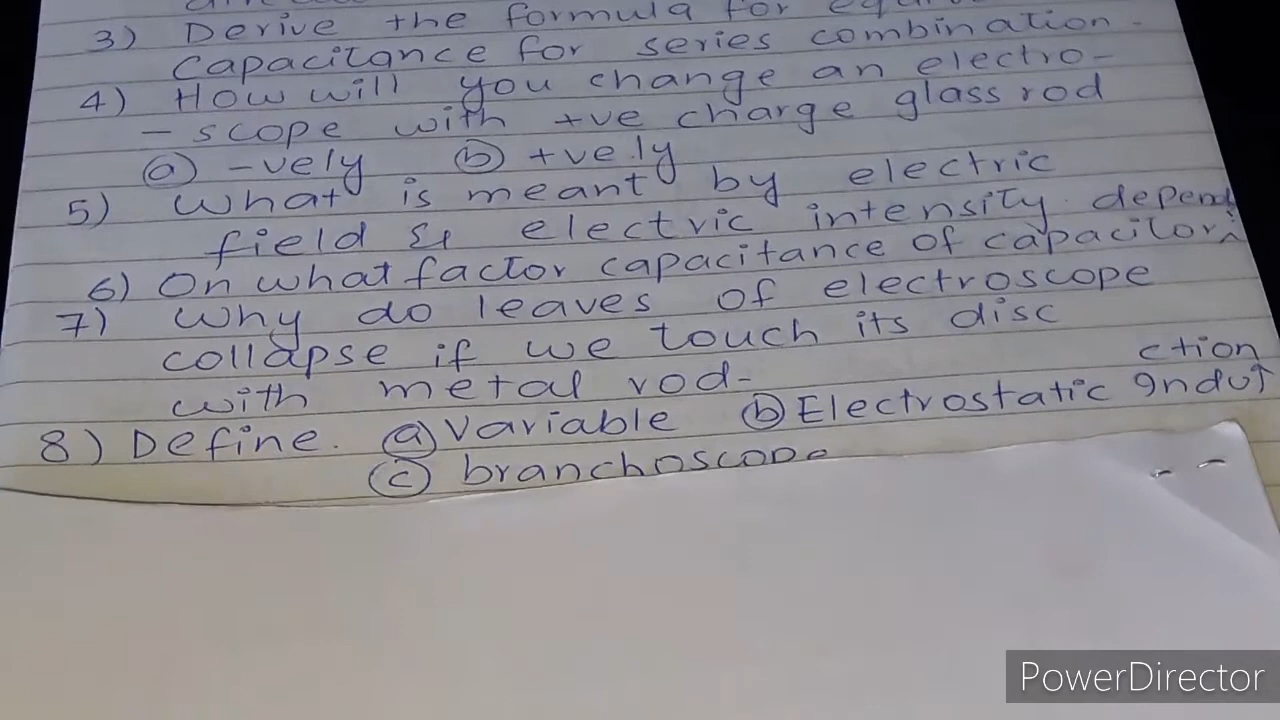 3) Derive the formula for
capacitance for series combination.
4) How will you change an electro-
- scope with +ve charge glass rod
(a) -vely (b) +vely
5) what is meant by electric
field & electric intensity.
6) On what factor capacitance of capacitor depend
7) why do leaves of electroscope
collapse if we touch its disc
with metal rod-
8) Define. (a) Variable (b) Electrostatic Induction
(c) branchoscope
PowerDirector